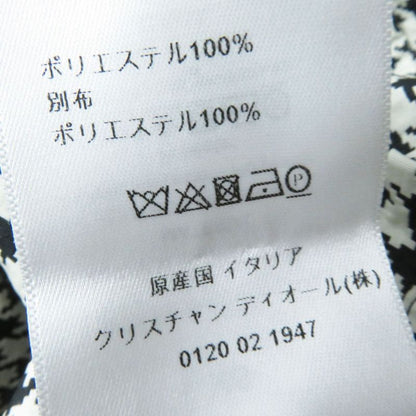 ポリエステル100%
別布
ポリエステル100%
P
原産国 イタリア
クリスチャン ディオール(株)
0120 02 1947